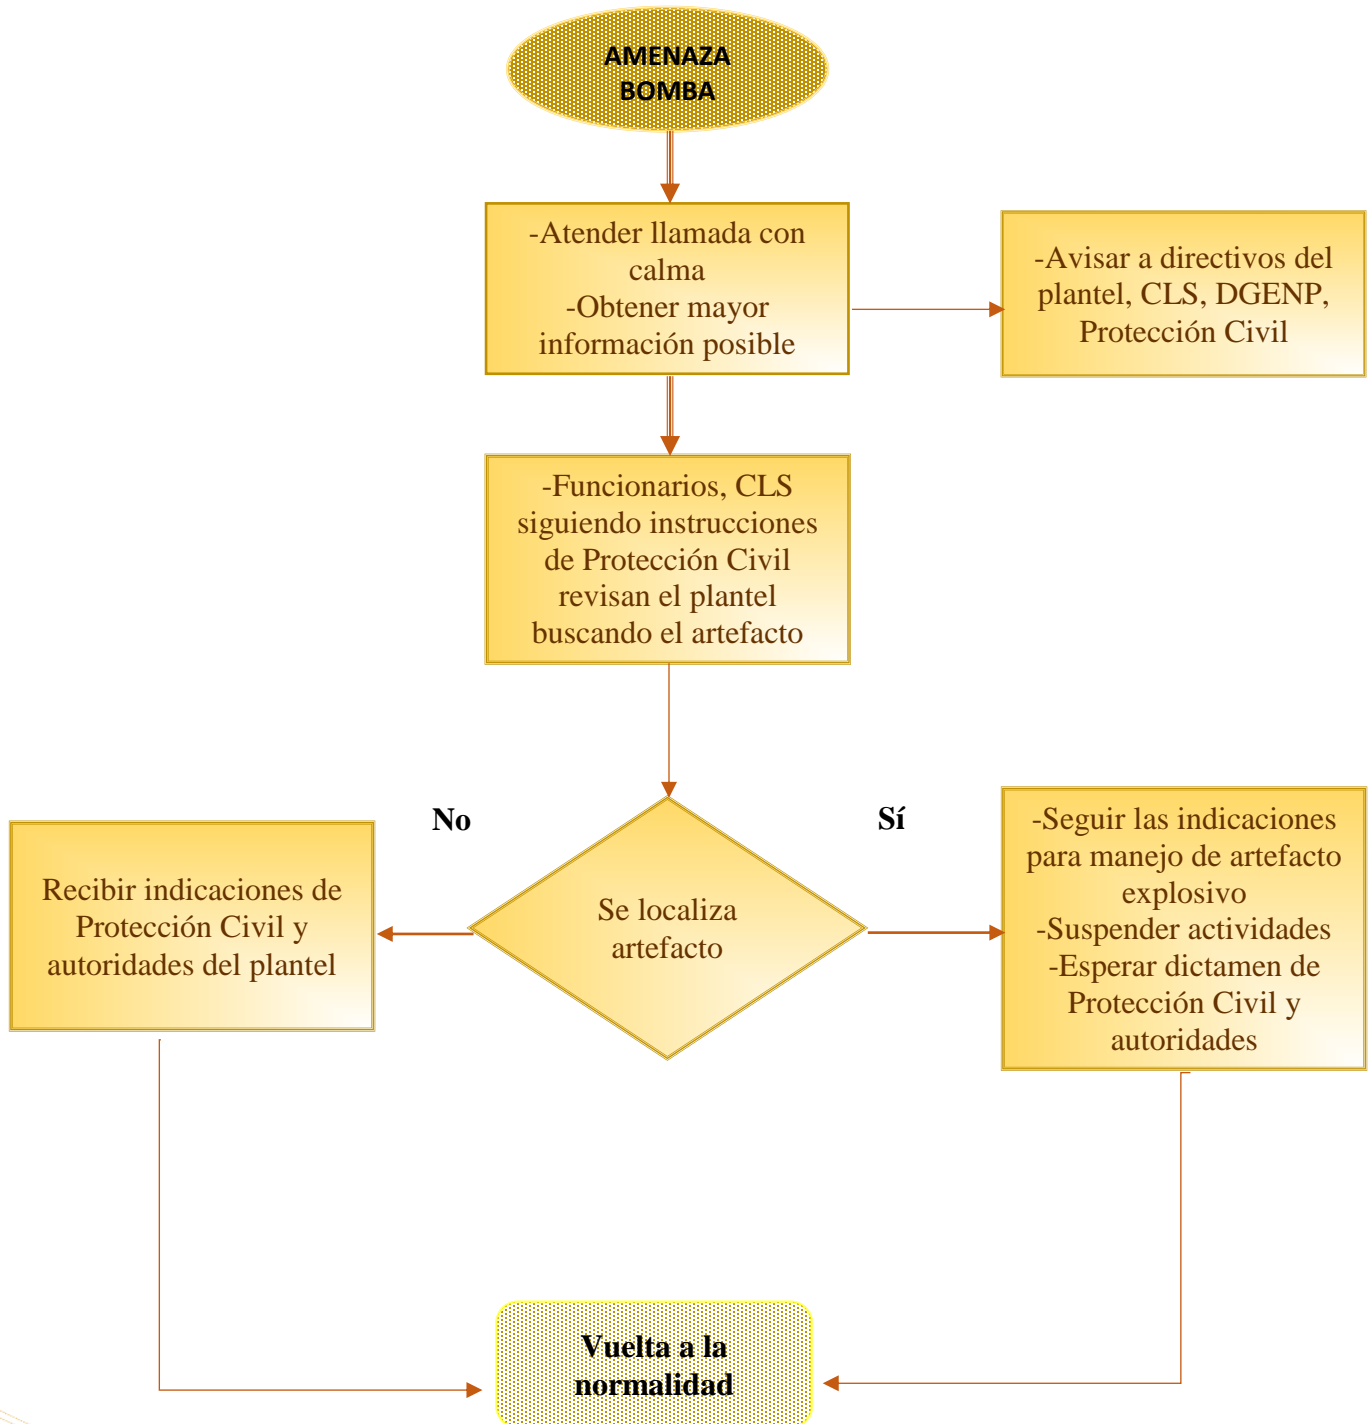 AMENAZA
BOMBA
-Atender llamada con
calma
-Obtener mayor
información posible
-Avisar a directivos del
plantel, CLS, DGENP,
Protección Civil
-Funcionarios, CLS
siguiendo instrucciones
de Protección Civil
revisan el plantel
buscando el artefacto
No
Sí
Recibir indicaciones de
Protección Civil y
autoridades del plantel
Se localiza
artefacto
-Seguir las indicaciones
para manejo de artefacto
explosivo
-Suspender actividades
-Esperar dictamen de
Protección Civil y
autoridades
Vuelta a la
normalidad